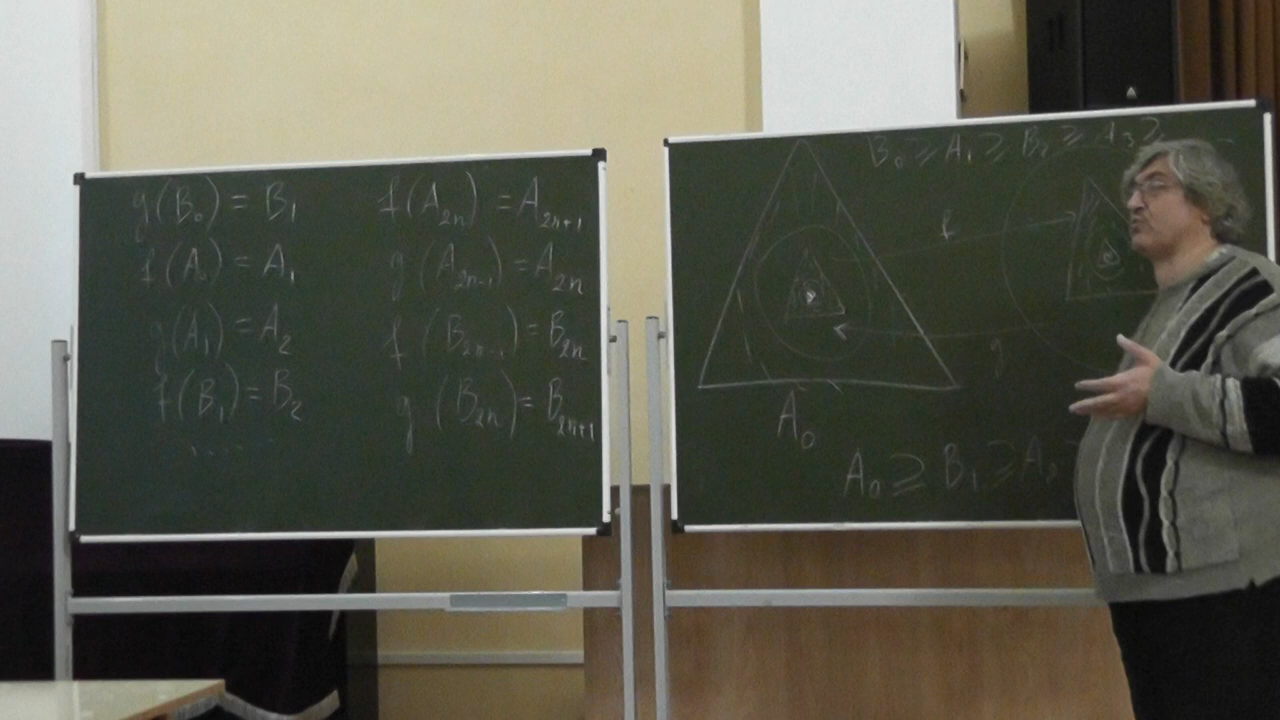 g(B₀) = B₁
f(A₀) = A₁
g(A₁) = A₂
f(B₁) = B₂
.....
f(A₂ₙ) = A₂ₙ₊₁
g(A₂ₙ₋₁) = A₂ₙ
f(B₂ₙ₋₁) = B₂ₙ
g(B₂ₙ) = B₂ₙ₊₁
B₀ ⩾ A₁ ⩾ B₂ ⩾ A₃ ⩾
f
g
A₀
A₀ ⩾ B₁ ⩾ A₂